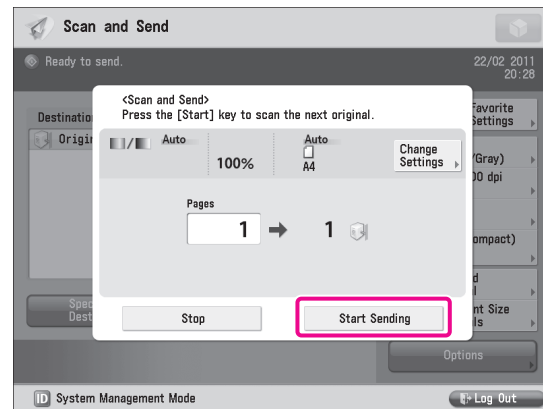 Scan and Send
Ready to send.
22/02 2011
20:28
<Scan and Send>
Press the [Start] key to scan the next original.
Destinatio
Favorite
Settings
Origin
Auto
100%
Auto
A4
Change
Settings
/Gray)
00 dpi
Pages
1
1
ompact)
d
l
nt Size
ls
Spec
Dest
Stop
Start Sending
Options
ID System Management Mode
Log Out